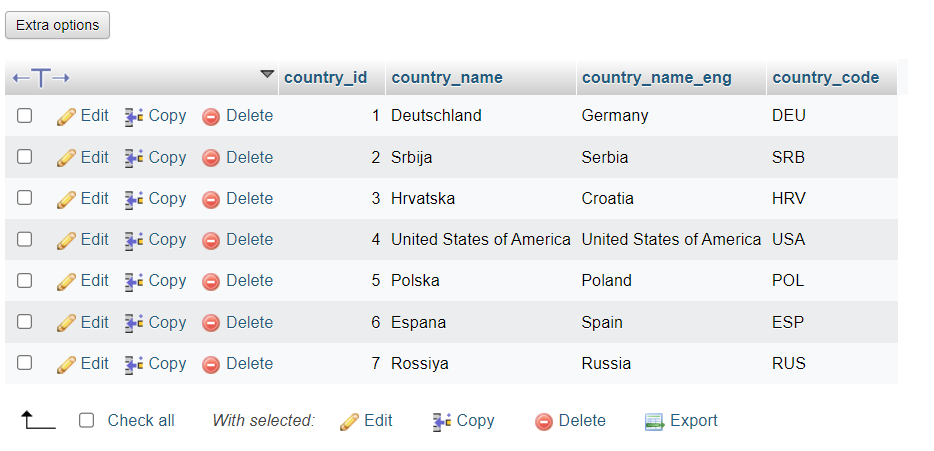 Extra options
country_id country_name country_name_eng country_code
Edit Copy Delete 1 Deutschland Germany DEU
Edit Copy Delete 2 Srbija Serbia SRB
Edit Copy Delete 3 Hrvatska Croatia HRV
Edit Copy Delete 4 United States of America United States of America USA
Edit Copy Delete 5 Polska Poland POL
Edit Copy Delete 6 Espana Spain ESP
Edit Copy Delete 7 Rossiya Russia RUS
Check all With selected: Edit Copy Delete Export